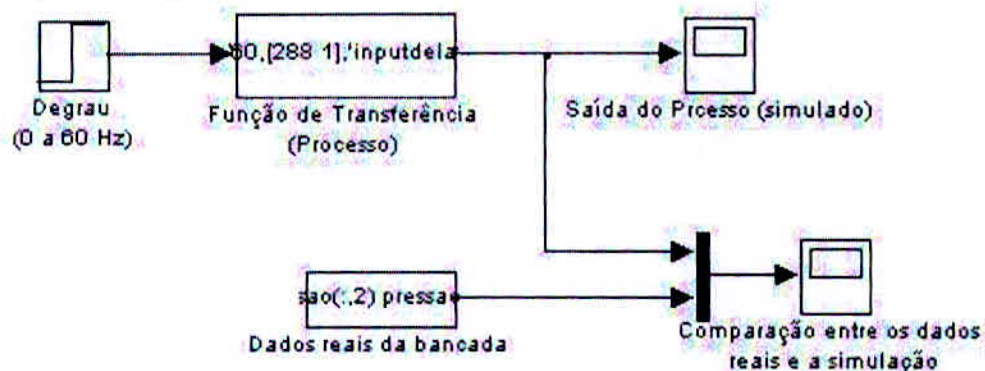 60,[288 1],'inputdela
Degrau
(0 a 60 Hz)
Função de Transferência
(Processo)
Saída do Prcesso (simulado)
sao(:,2) pressa
Dados reais da bancada
Comparação entre os dados
reais e a simulação